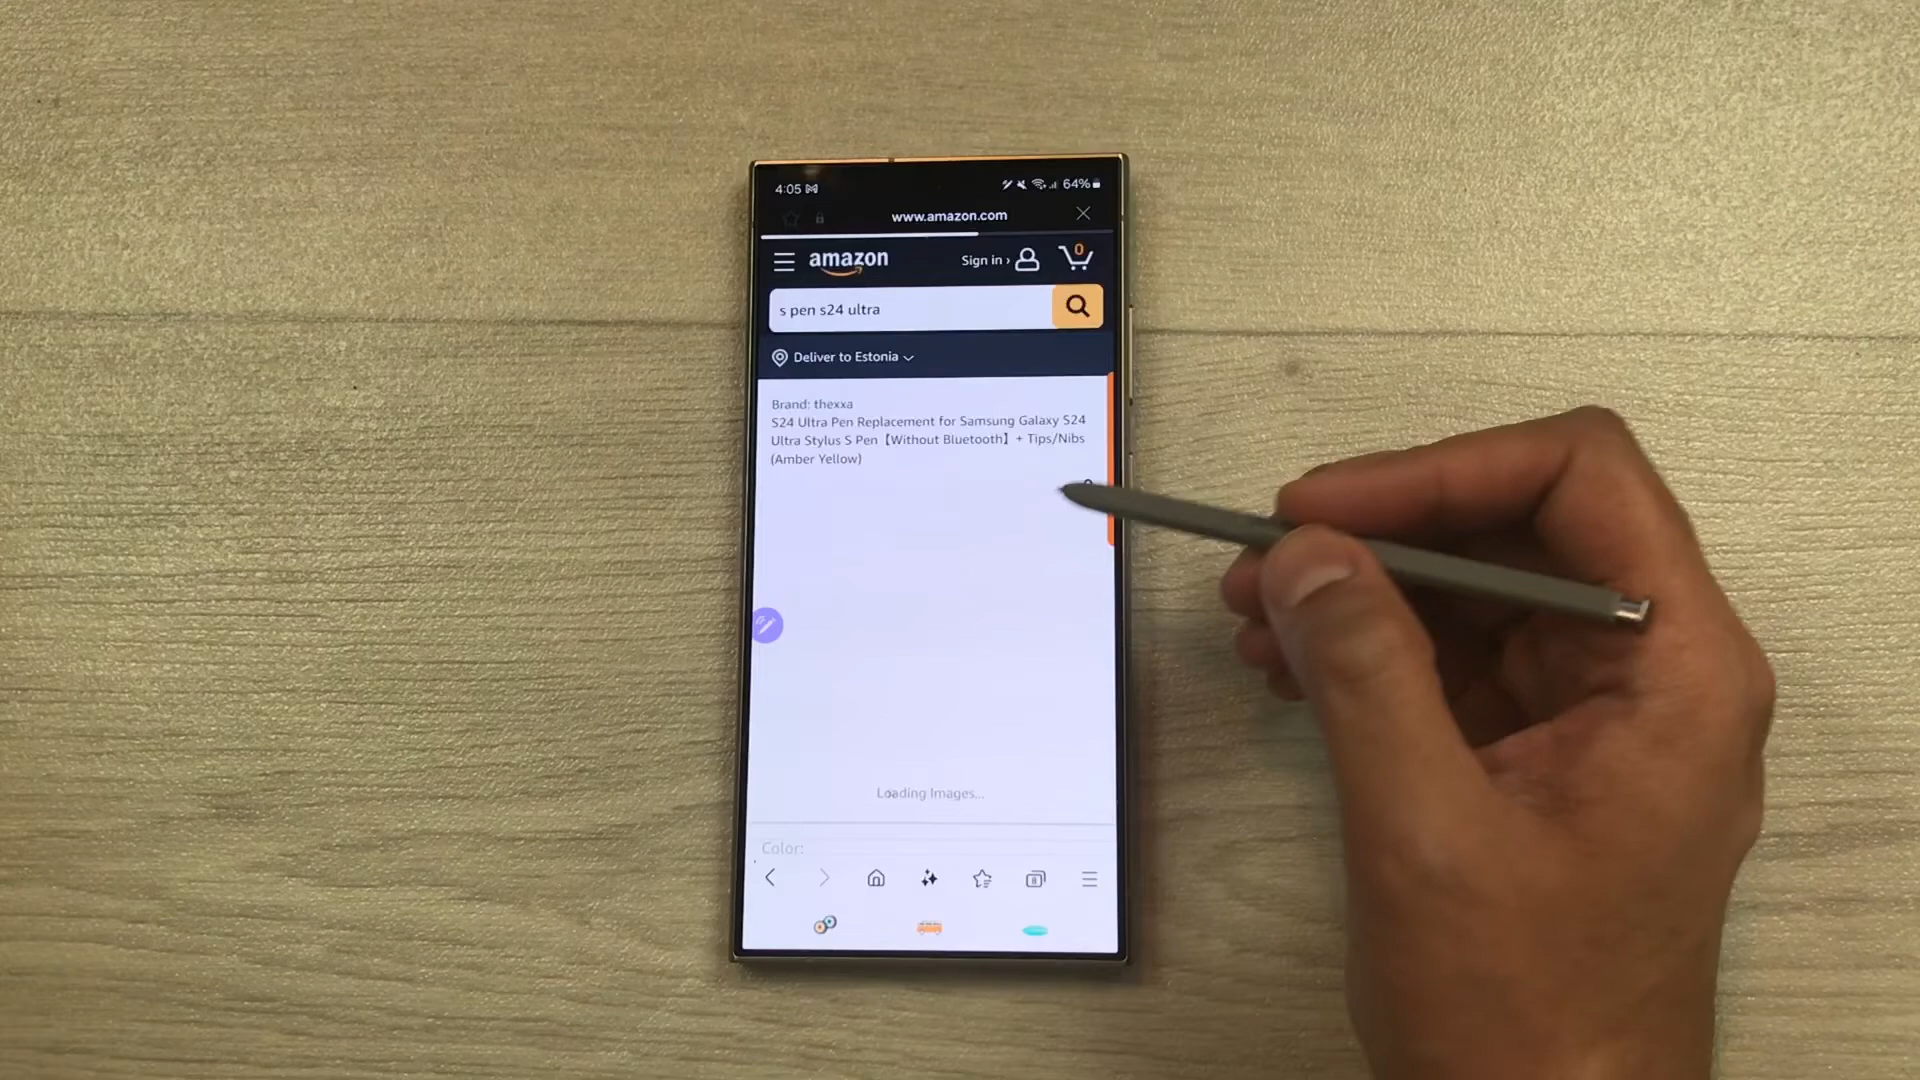 4:05
64%
www.amazon.com
amazon
Sign in ›
0
s pen s24 ultra
Deliver to Estonia
Brand: thexxa
S24 Ultra Pen Replacement for Samsung Galaxy S24
Ultra Stylus S Pen【Without Bluetooth】+ Tips/Nibs
(Amber Yellow)
Loading Images...
Color: